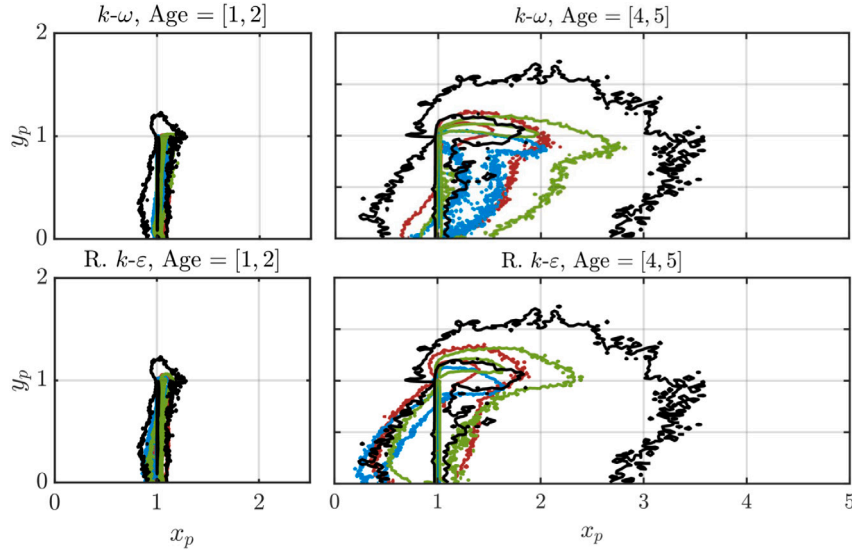 k-ω, Age = [1, 2]
k-ω, Age = [4, 5]
2
1
0
y_p
R. k-ε, Age = [1, 2]
R. k-ε, Age = [4, 5]
2
1
0
y_p
0 1 2
0 1 2 3 4 5
x_p
x_p